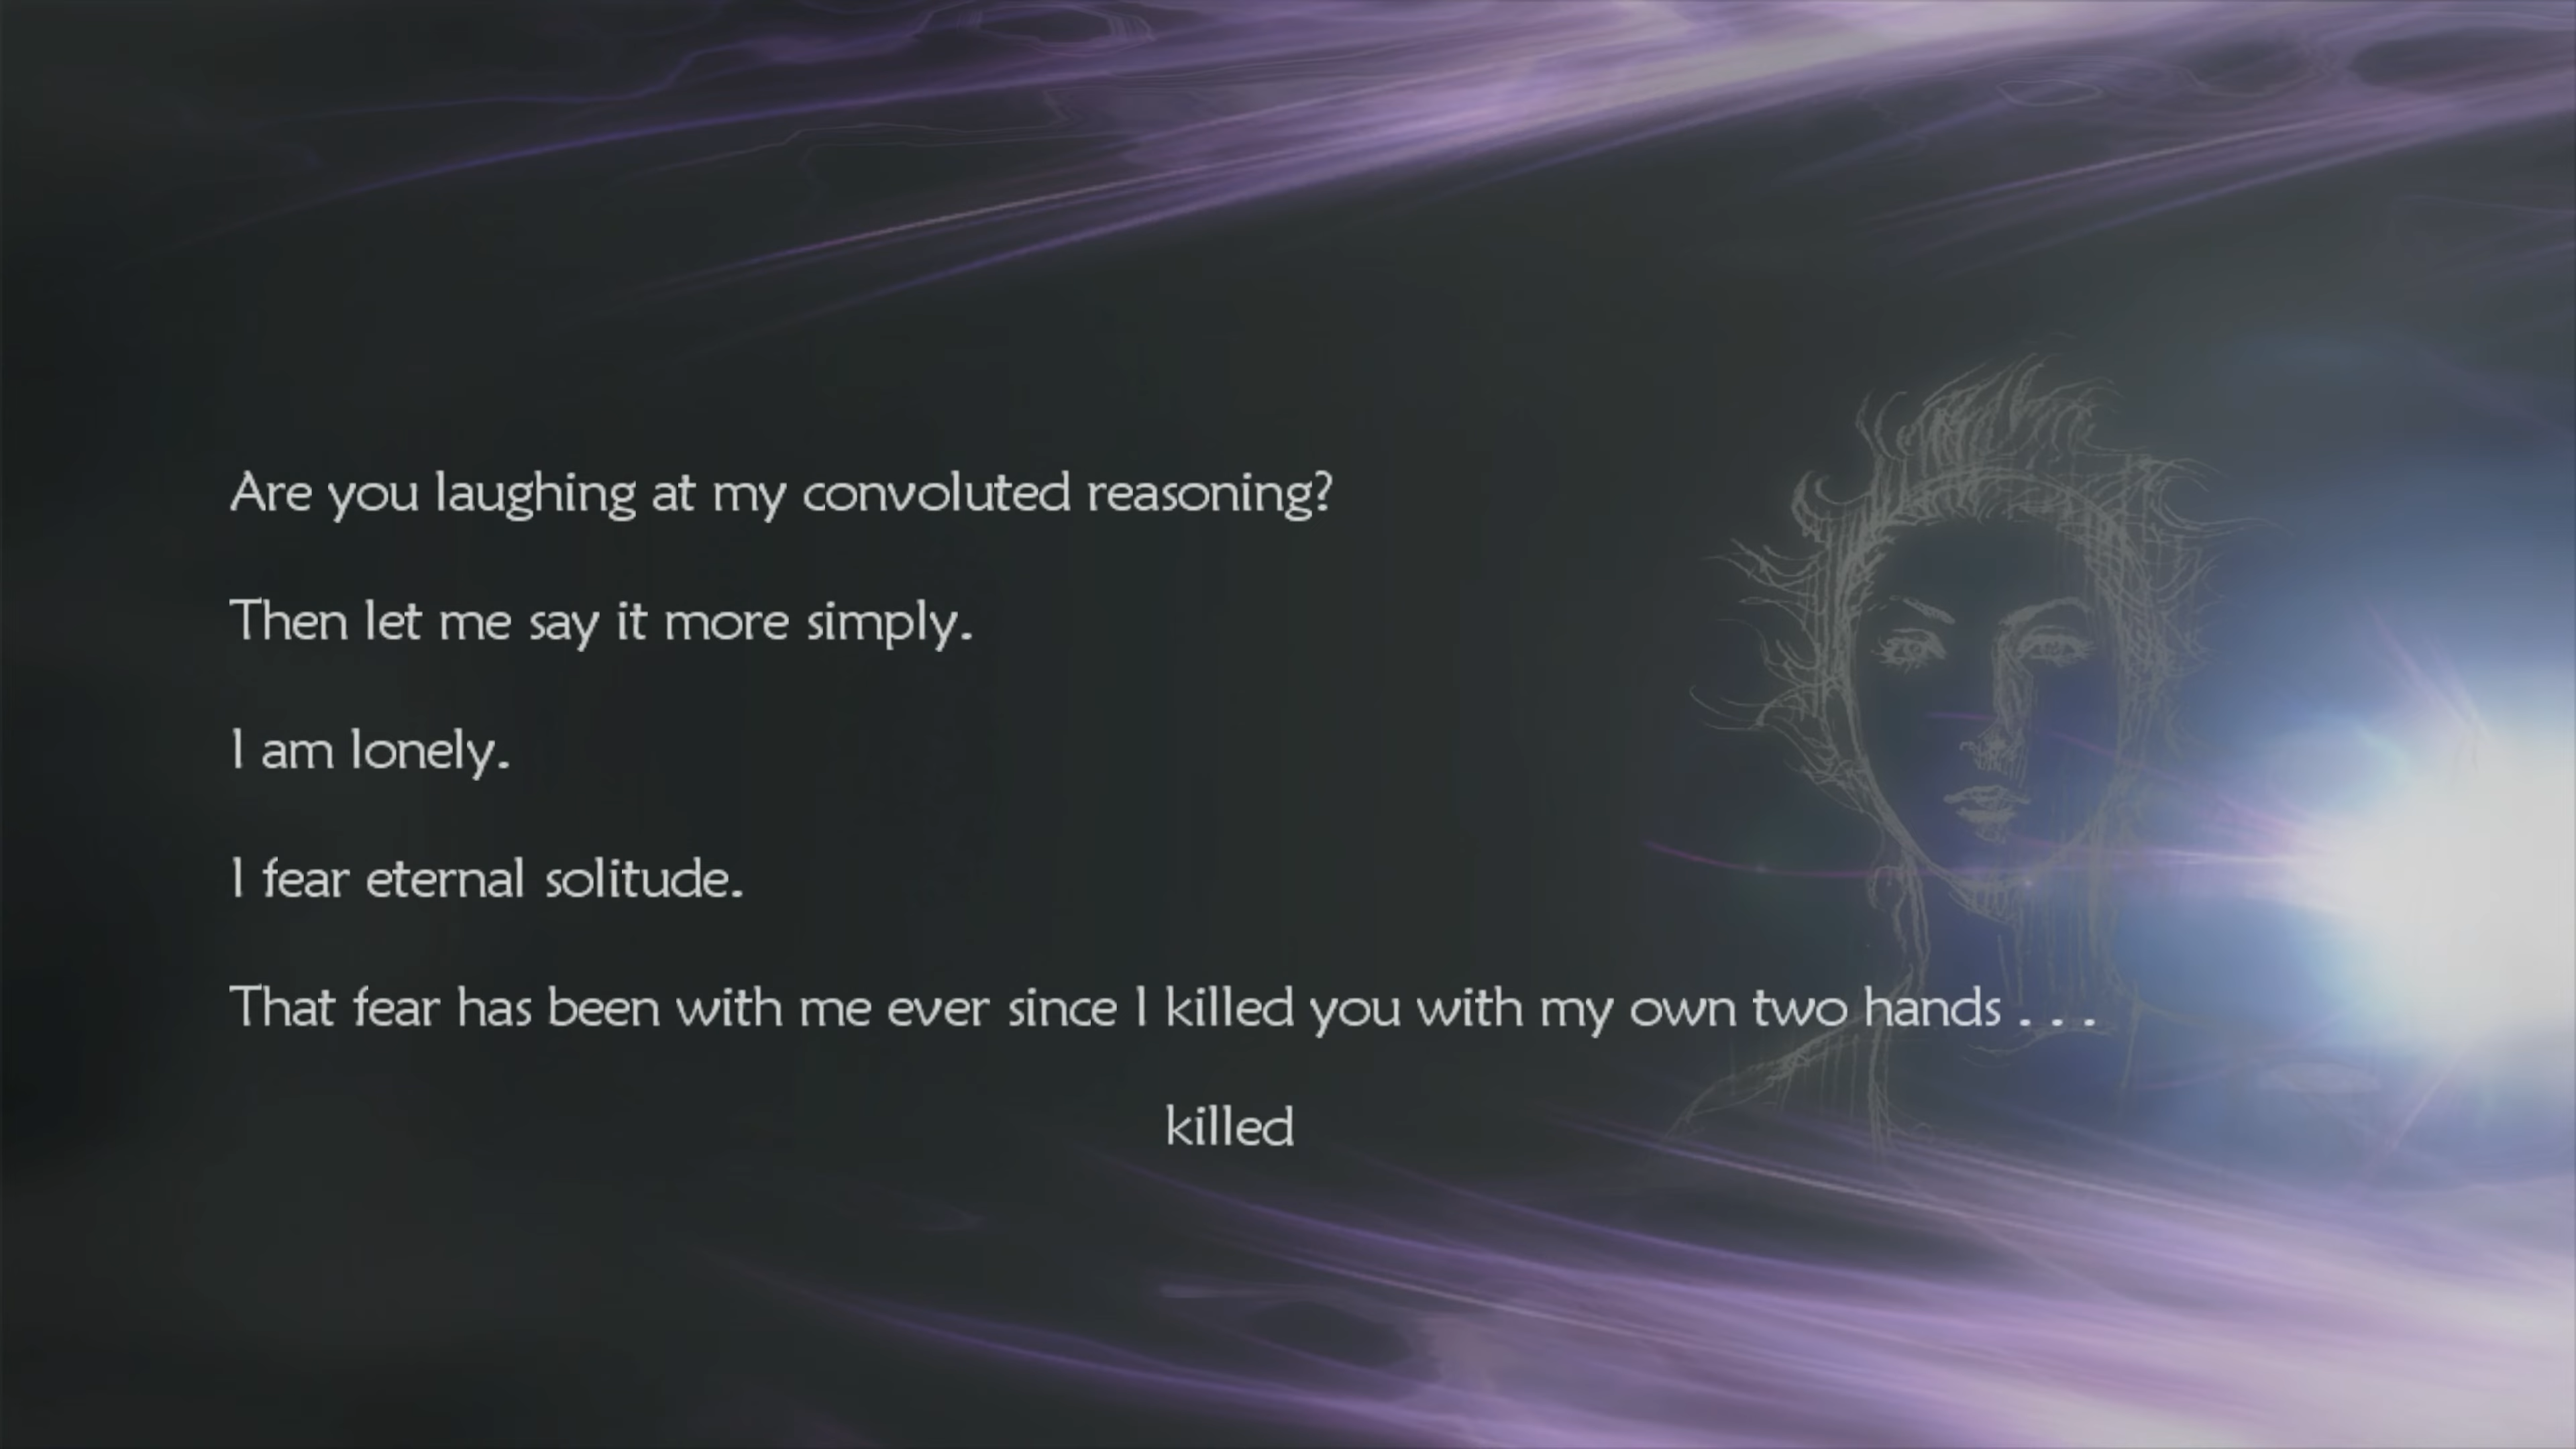 Are you laughing at my convoluted reasoning?
Then let me say it more simply.
I am lonely.
I fear eternal solitude.
That fear has been with me ever since I killed you with my own two hands . . .
killed